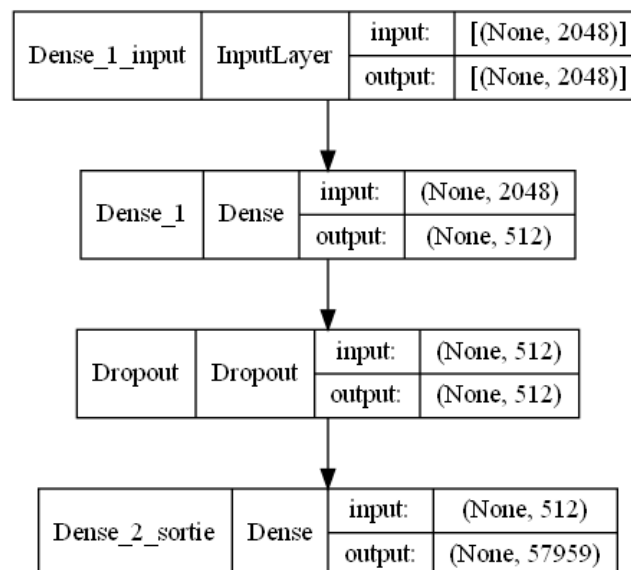 Dense_1_input InputLayer input: [(None, 2048)]
output: [(None, 2048)]
Dense_1 Dense input: (None, 2048)
output: (None, 512)
Dropout Dropout input: (None, 512)
output: (None, 512)
Dense_2_sortie Dense input: (None, 512)
output: (None, 57959)